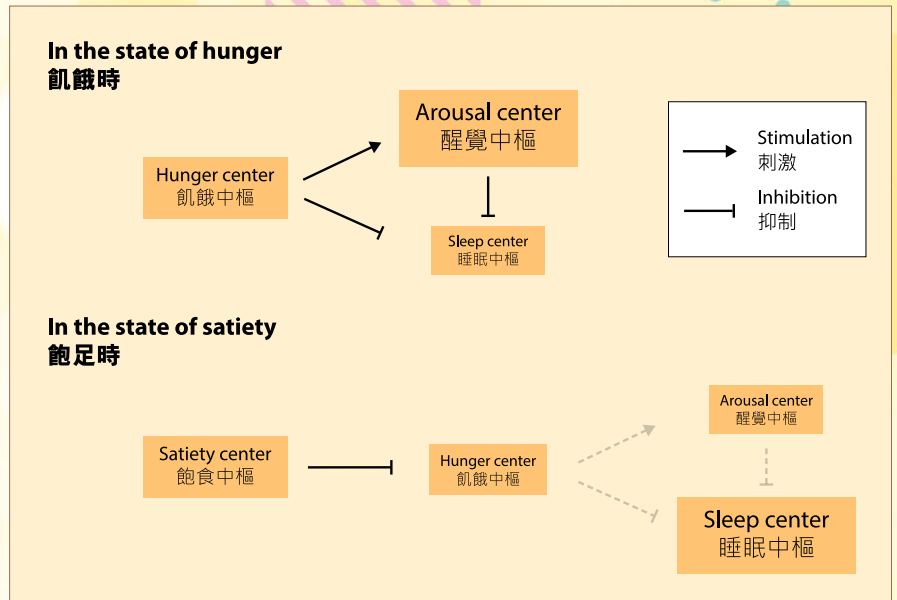 In the state of hunger
飢餓時
Arousal center
醒覺中樞
Hunger center
飢餓中樞
Sleep center
睡眠中樞
Stimulation
刺激
Inhibition
抑制
In the state of satiety
飽足時
Satiety center
飽食中樞
Hunger center
飢餓中樞
Arousal center
醒覺中樞
Sleep center
睡眠中樞